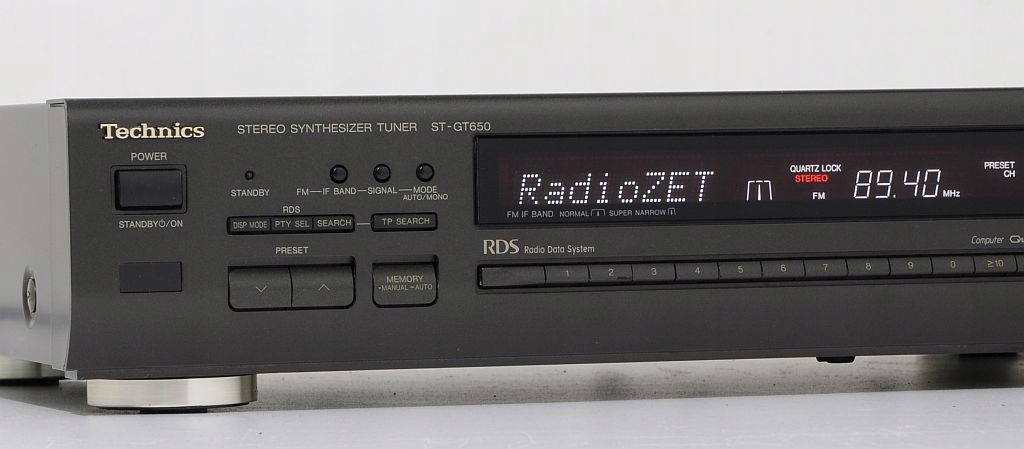 Technics STEREO SYNTHESIZER TUNER ST-GT650
POWER
STANDBY⏻/ON
STANDBY
FM—IF BAND—SIGNAL—MODE
AUTO/MONO
RDS
DISP MODE PTY SEL SEARCH TP SEARCH
PRESET
MEMORY
-MANUAL -AUTO
RadioZET
QUARTZ LOCK
STEREO
FM
89.40 MHz
PRESET
CH
FM IF BAND NORMAL SUPER NARROW
RDS Radio Data System
Computer
1 2 3 4 5 6 7 8 9 0 ≥10